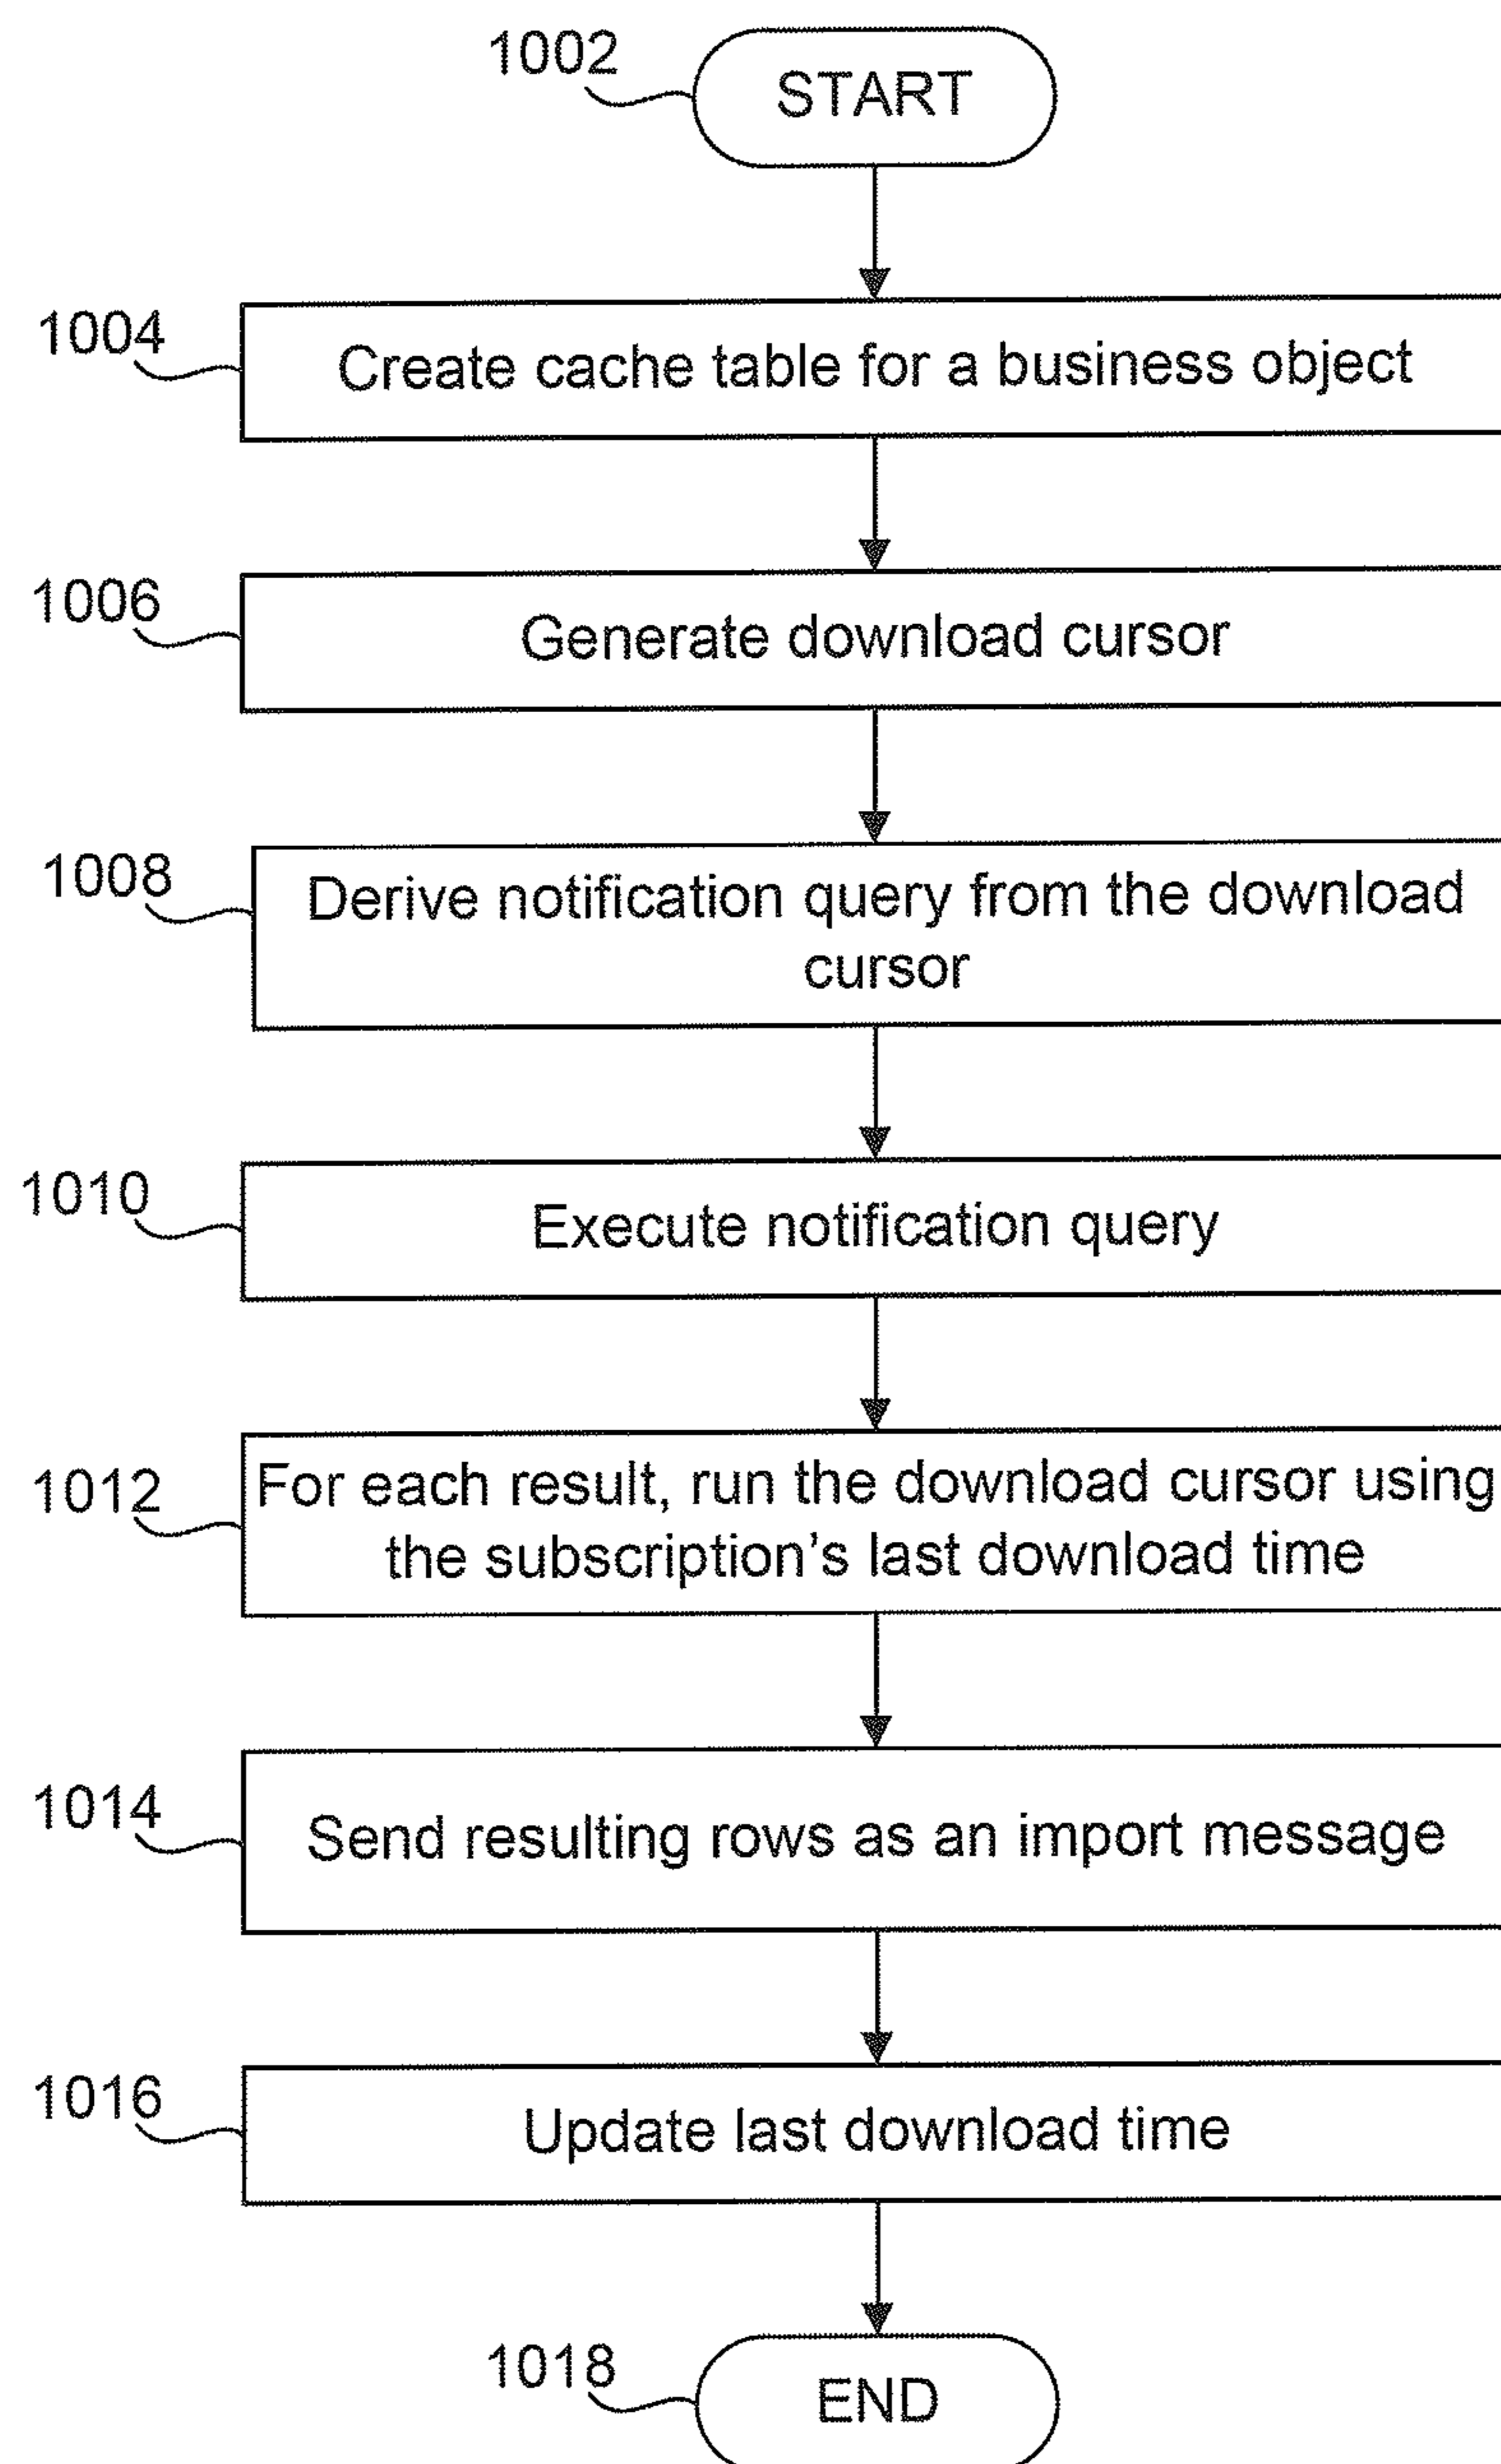 1002
START
1004
Create cache table for a business object
1006
Generate download cursor
1008
Derive notification query from the download
cursor
1010
Execute notification query
1012
For each result, run the download cursor using
the subscription's last download time
1014
Send resulting rows as an import message
1016
Update last download time
1018
END